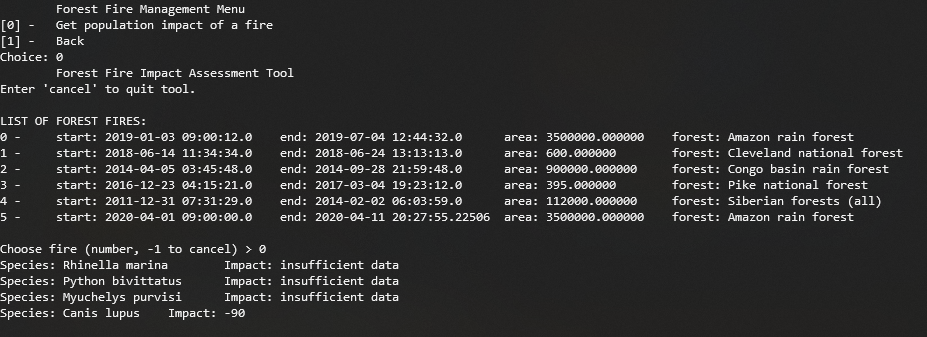 Forest Fire Management Menu
[0] - Get population impact of a fire
[1] - Back
Choice: 0
Forest Fire Impact Assessment Tool
Enter 'cancel' to quit tool.
LIST OF FOREST FIRES:
0 - start: 2019-01-03 09:00:12.0 end: 2019-07-04 12:44:32.0 area: 3500000.000000 forest: Amazon rain forest
1 - start: 2018-06-14 11:34:34.0 end: 2018-06-24 13:13:13.0 area: 600.000000 forest: Cleveland national forest
2 - start: 2014-04-05 03:45:48.0 end: 2014-09-28 21:59:48.0 area: 900000.000000 forest: Congo basin rain forest
3 - start: 2016-12-23 04:15:21.0 end: 2017-03-04 19:23:12.0 area: 395.000000 forest: Pike national forest
4 - start: 2011-12-31 07:31:29.0 end: 2014-02-02 06:03:59.0 area: 112000.000000 forest: Siberian forests (all)
5 - start: 2020-04-01 09:00:00.0 end: 2020-04-11 20:27:55.22506 area: 3500000.000000 forest: Amazon rain forest
Choose fire (number, -1 to cancel) > 0
Species: Rhinella marina Impact: insufficient data
Species: Python bivittatus Impact: insufficient data
Species: Myuchelys purvisi Impact: insufficient data
Species: Canis lupus Impact: -90